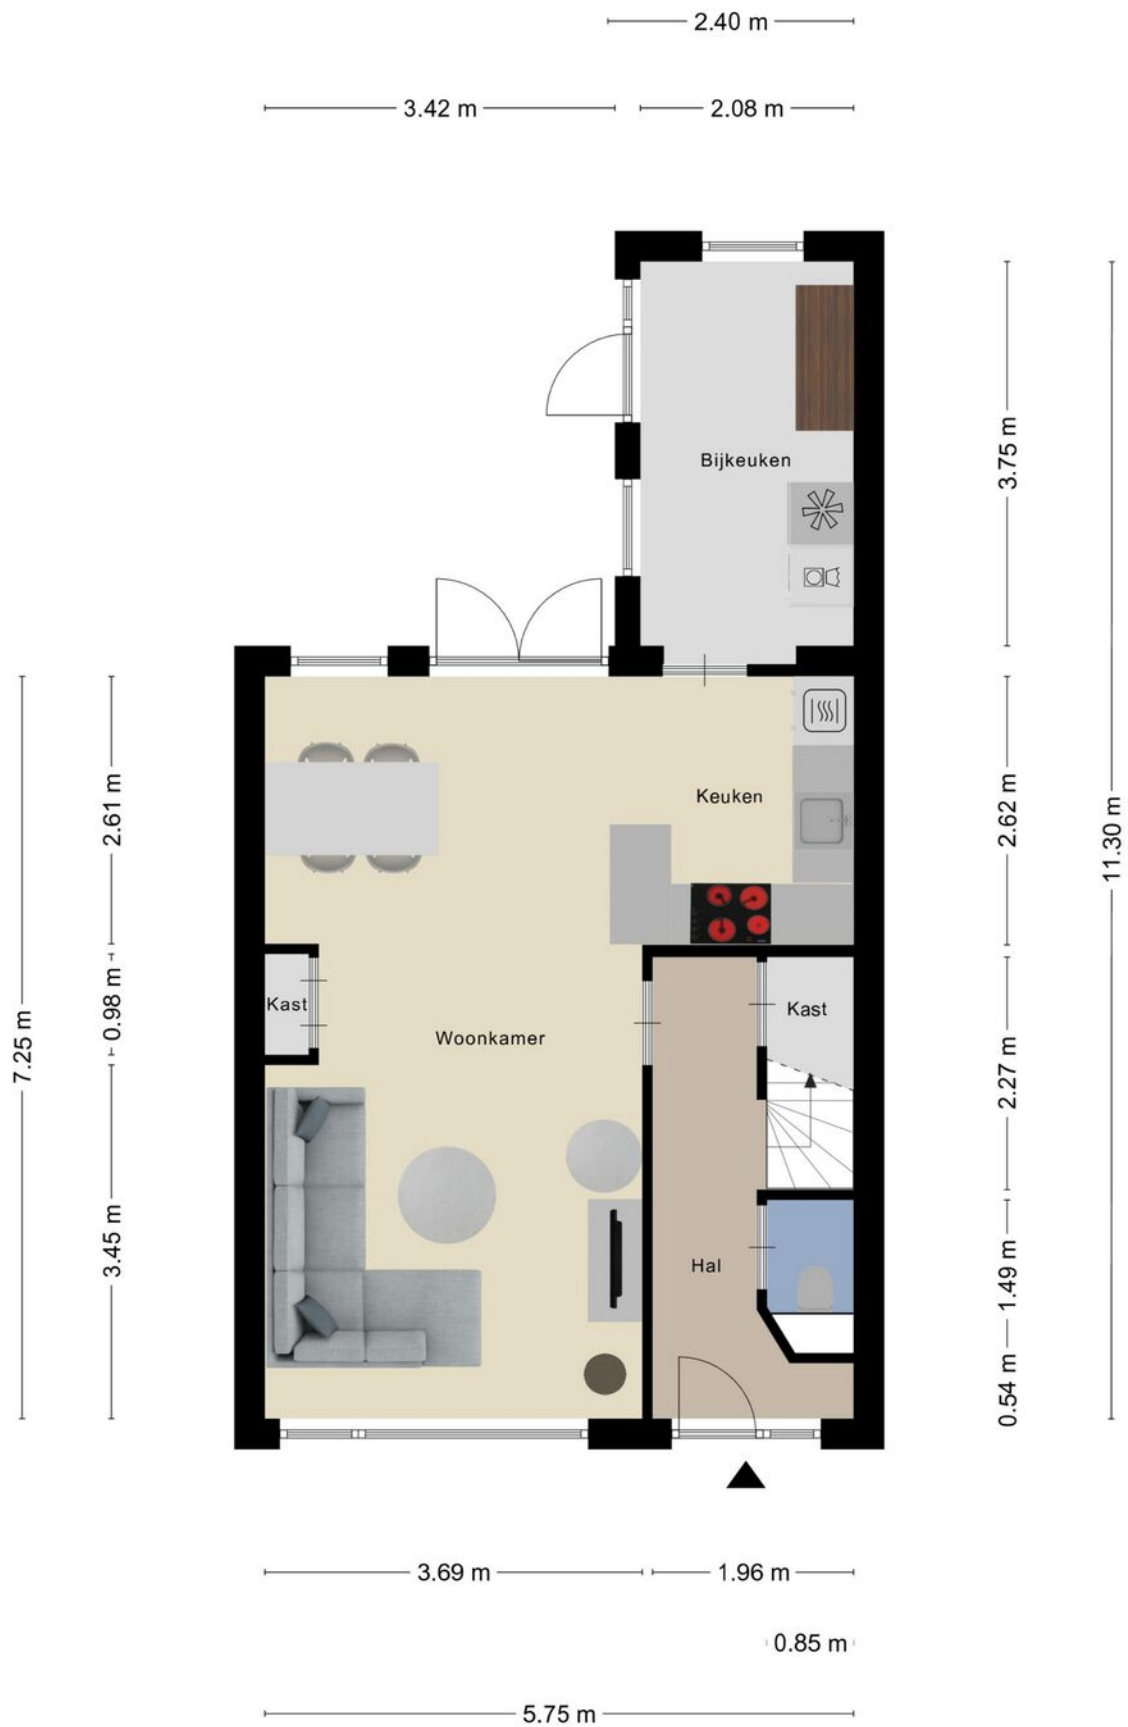 2.40 m
3.42 m
2.08 m
Bijkeuken
3.75 m
Keuken
2.61 m
2.62 m
11.30 m
Kast
Kast
0.98 m
Woonkamer
7.25 m
2.27 m
3.45 m
Hal
1.49 m
0.54 m
3.69 m
1.96 m
0.85 m
5.75 m